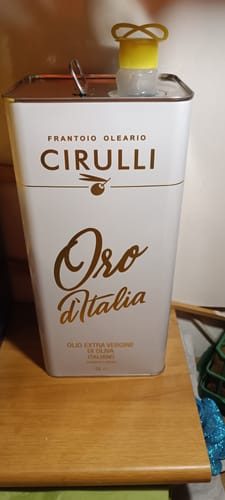 FRANTOIO OLEARIO
CIRULLI
Oro
d'Italia
OLIO EXTRA VERGINE
DI OLIVA
ITALIANO